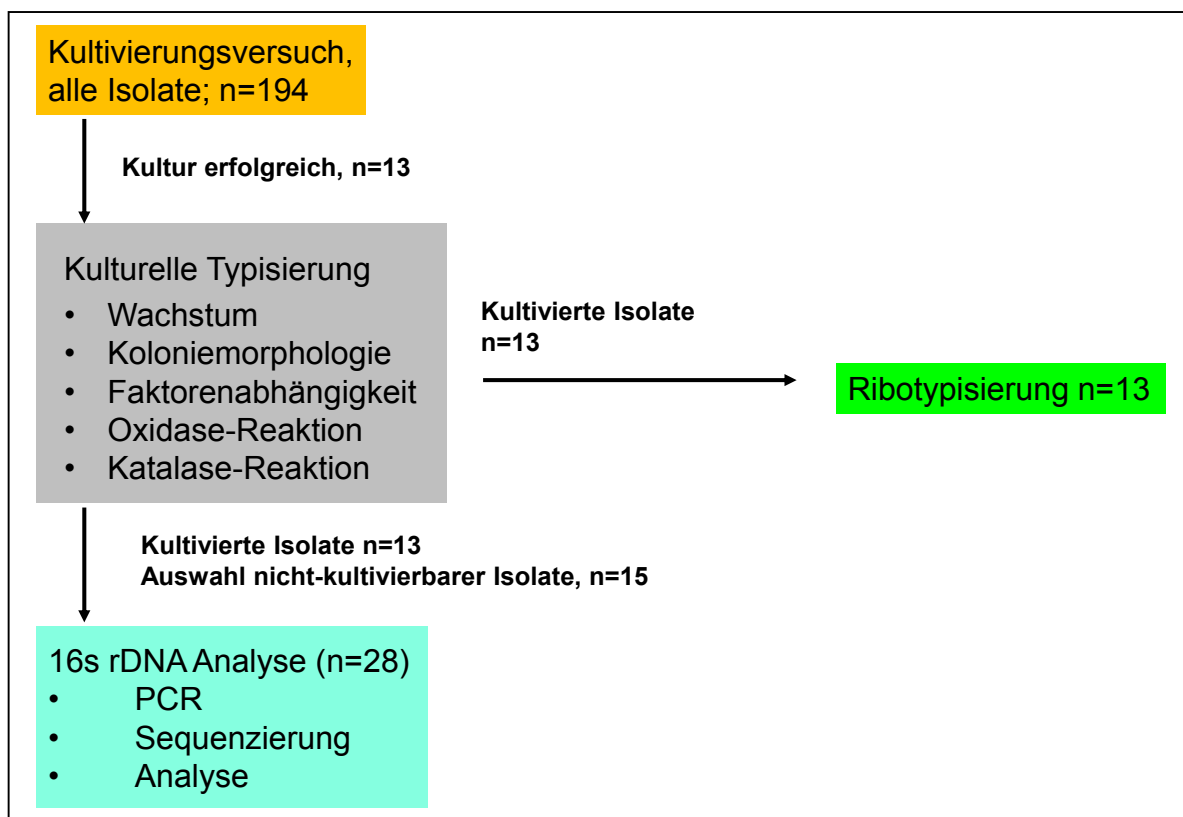 Kultivierungsversuch,
alle Isolate; n=194
Kultur erfolgreich, n=13
Kulturelle Typisierung
• Wachstum
• Koloniemorphologie
• Faktorenabhängigkeit
• Oxidase-Reaktion
• Katalase-Reaktion
Kultivierte Isolate
n=13
Ribotypisierung n=13
Kultivierte Isolate n=13
Auswahl nicht-kultivierbarer Isolate, n=15
16s rDNA Analyse (n=28)
• PCR
• Sequenzierung
• Analyse